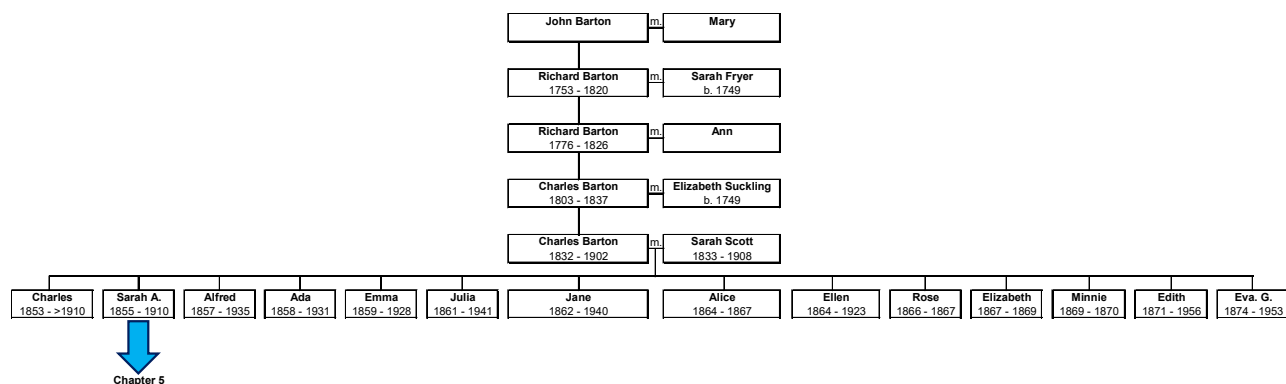 John Barton
m.
Mary
Richard Barton
1753 - 1820
m.
Sarah Fryer
b. 1749
Richard Barton
1776 - 1826
m.
Ann
Charles Barton
1803 - 1837
m.
Elizabeth Suckling
b. 1749
Charles Barton
1832 - 1902
m.
Sarah Scott
1833 - 1908
Charles
1853 - >1910
Sarah A.
1855 - 1910
Alfred
1857 - 1935
Ada
1858 - 1931
Emma
1859 - 1928
Julia
1861 - 1941
Jane
1862 - 1940
Alice
1864 - 1867
Ellen
1864 - 1923
Rose
1866 - 1867
Elizabeth
1867 - 1869
Minnie
1869 - 1870
Edith
1871 - 1956
Eva. G.
1874 - 1953
Chapter 5